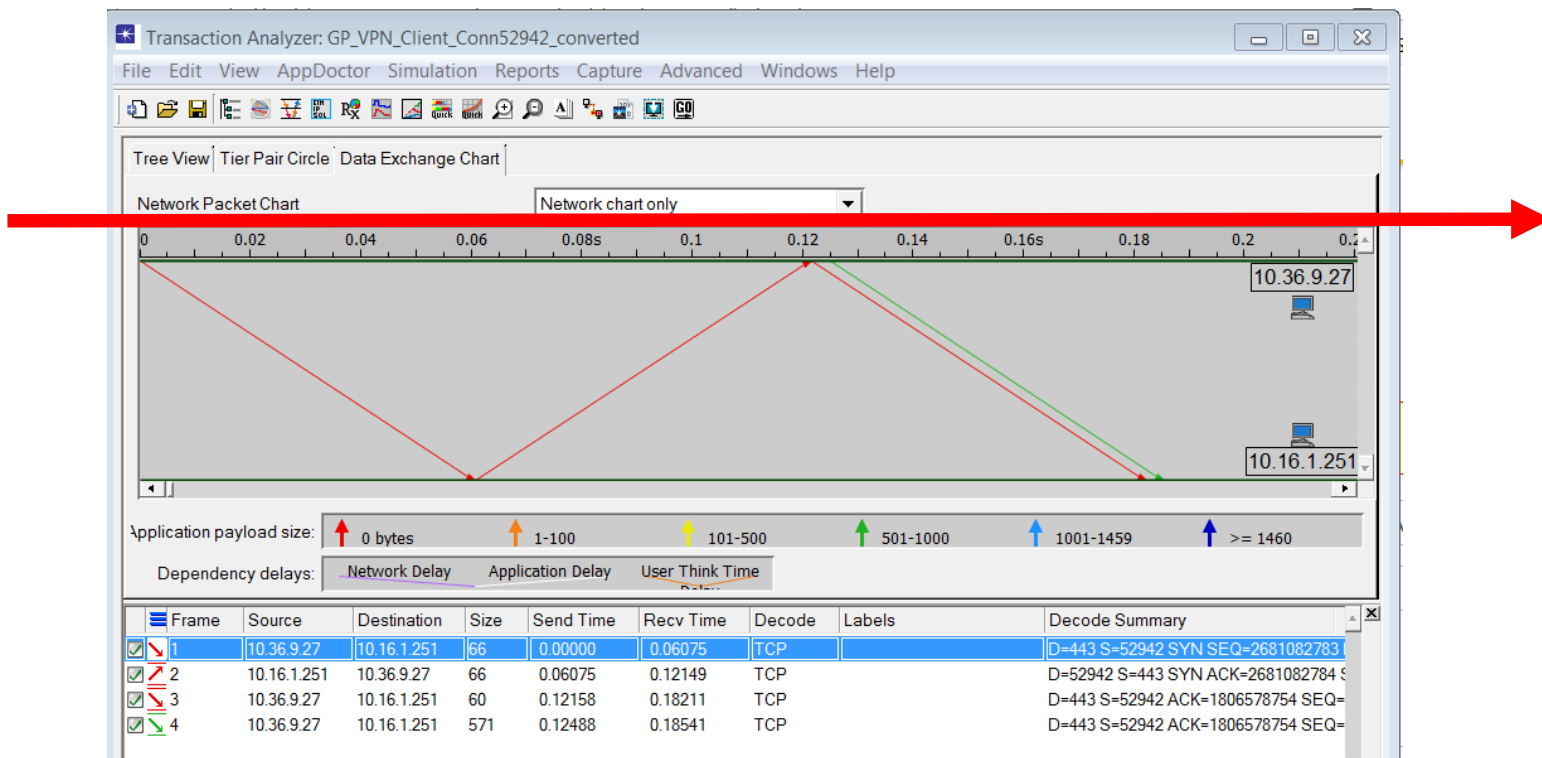 Transaction Analyzer: GP_VPN_Client_Conn52942_converted
File Edit View AppDoctor Simulation Reports Capture Advanced Windows Help
Tree View Tier Pair Circle Data Exchange Chart
Network Packet Chart Network chart only
0 0.02 0.04 0.06 0.08s 0.1 0.12 0.14 0.16s 0.18 0.2
10.36.9.27
10.16.1.251
Application payload size: 0 bytes 1-100 101-500 501-1000 1001-1459 >= 1460
Dependency delays: Network Delay Application Delay User Think Time
Frame Source Destination Size Send Time Recv Time Decode Labels Decode Summary
1 10.36.9.27 10.16.1.251 66 0.00000 0.06075 TCP D=443 S=52942 SYN SEQ=2681082783
2 10.16.1.251 10.36.9.27 66 0.06075 0.12149 TCP D=52942 S=443 SYN ACK=2681082784 S
3 10.36.9.27 10.16.1.251 60 0.12158 0.18211 TCP D=443 S=52942 ACK=1806578754 SEQ=
4 10.36.9.27 10.16.1.251 571 0.12488 0.18541 TCP D=443 S=52942 ACK=1806578754 SEQ=